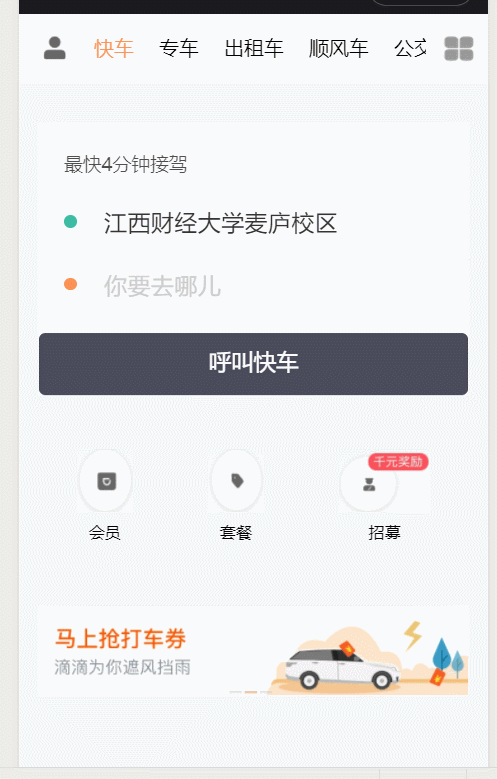 快车 专车 出租车 顺风车 公交
最快4分钟接驾
江西财经大学麦庐校区
你要去哪儿
呼叫快车
千元奖励
会员 套餐 招募
马上抢打车券
滴滴为你遮风挡雨